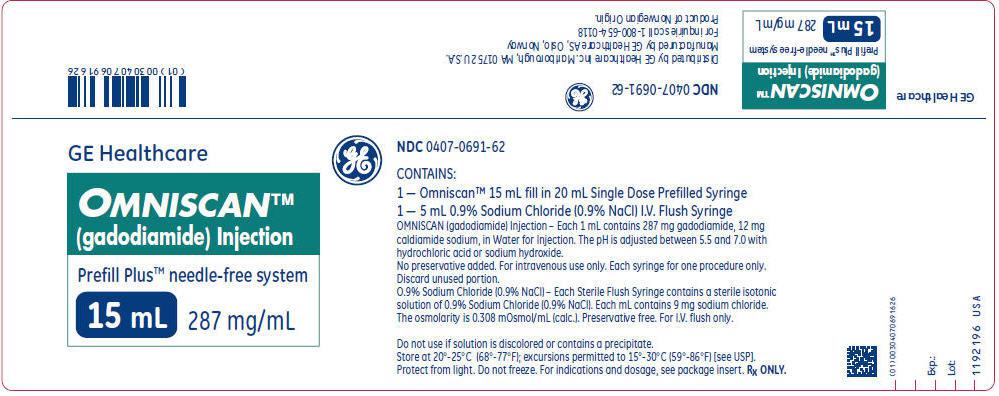 GE Healthcare
OMNISCAN™
(gadodiamide) Injection
Prefill Plus™ needle-free system
15 mL 287 mg/mL
NDC 0407-0691-62
Distributed by GE Healthcare Inc. Marlborough, MA 01752 U.S.A.
Manufactured by GE Healthcare AS, Oslo, Norway
For inquiries call 1-800-654-0118
Product of Norwegian Origin.
(01)00304070691626
GE Healthcare
OMNISCAN™
(gadodiamide) Injection
Prefill Plus™ needle-free system
15 mL 287 mg/mL
NDC 0407-0691-62
CONTAINS:
1 — Omniscan™ 15 mL fill in 20 mL Single Dose Prefilled Syringe
1 — 5 mL 0.9% Sodium Chloride (0.9% NaCl) I.V. Flush Syringe
OMNISCAN (gadodiamide) Injection – Each 1 mL contains 287 mg gadodiamide, 12 mg
caldiamide sodium, in Water for Injection. The pH is adjusted between 5.5 and 7.0 with
hydrochloric acid or sodium hydroxide.
No preservative added. For intravenous use only. Each syringe for one procedure only.
Discard unused portion.
0.9% Sodium Chloride (0.9% NaCl) – Each Sterile Flush Syringe contains a sterile isotonic
solution of 0.9% Sodium Chloride (0.9% NaCl). Each mL contains 9 mg sodium chloride.
The osmolarity is 0.308 mOsmol/mL (calc.). Preservative free. For I.V. flush only.
Do not use if solution is discolored or contains a precipitate.
Store at 20°-25°C (68°-77°F); excursions permitted to 15°-30°C (59°-86°F) [see USP].
Protect from light. Do not freeze. For indications and dosage, see package insert. Rx ONLY.
(01)00304070691626
Exp.:
Lot:
1192196 USA